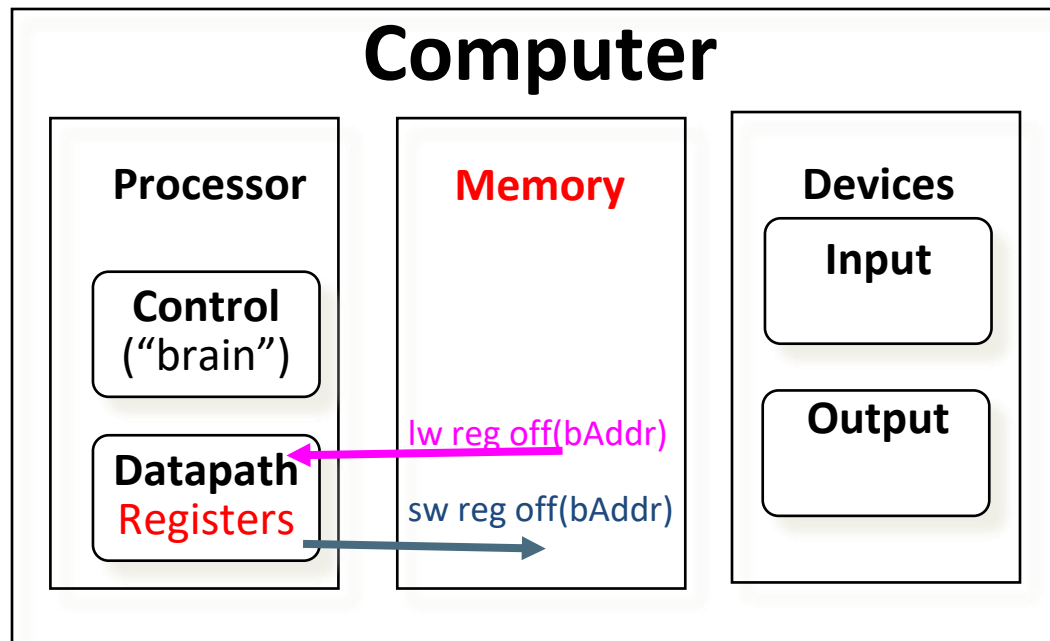 Computer
Processor
Control
(“brain”)
Datapath
Registers
Memory
lw reg off(bAddr)
sw reg off(bAddr)
Devices
Input
Output